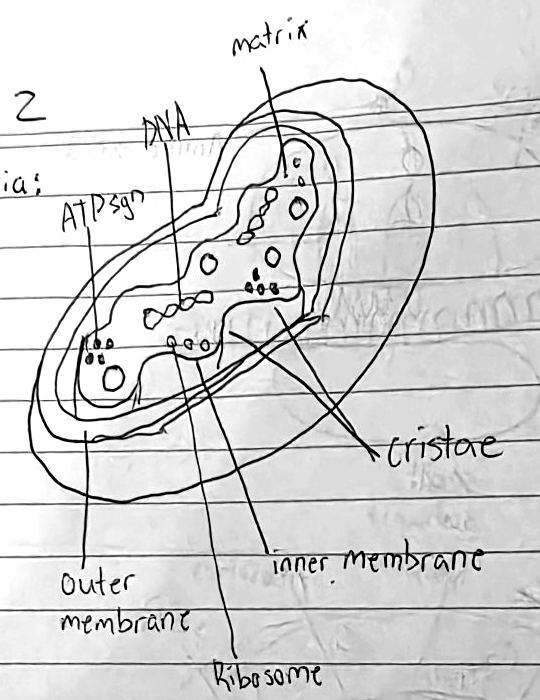 matrix
2
DNA
ia:
ATPsyn
cristae
inner membrane
outer
membrane
Ribosome